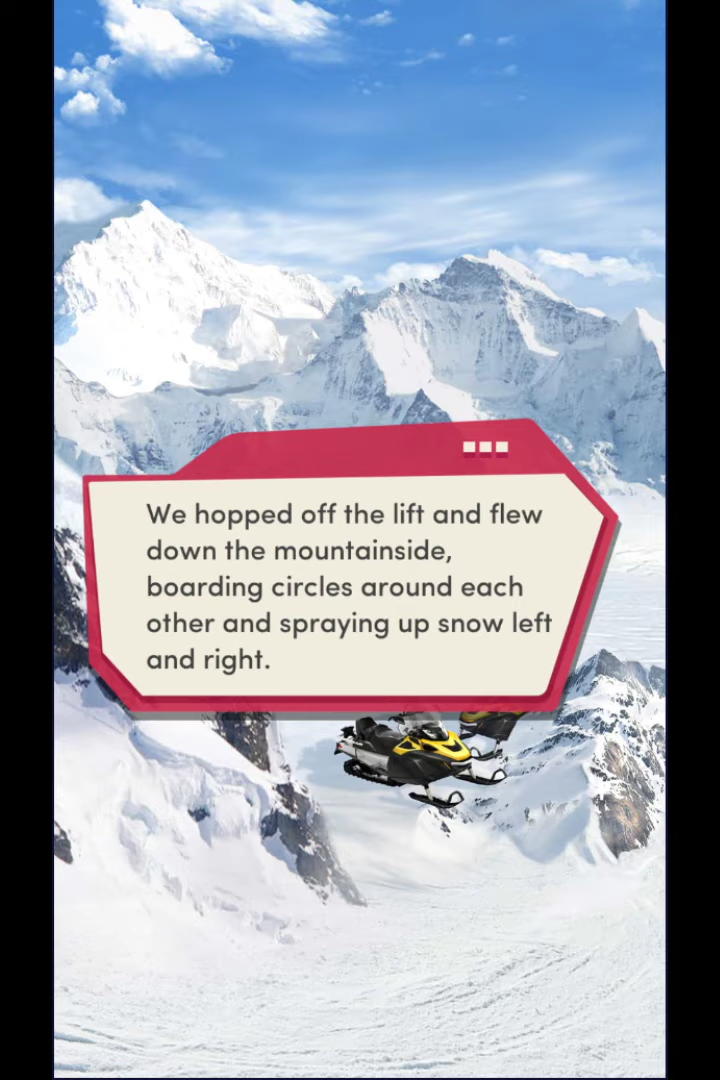 We hopped off the lift and flew
down the mountainside,
boarding circles around each
other and spraying up snow left
and right.